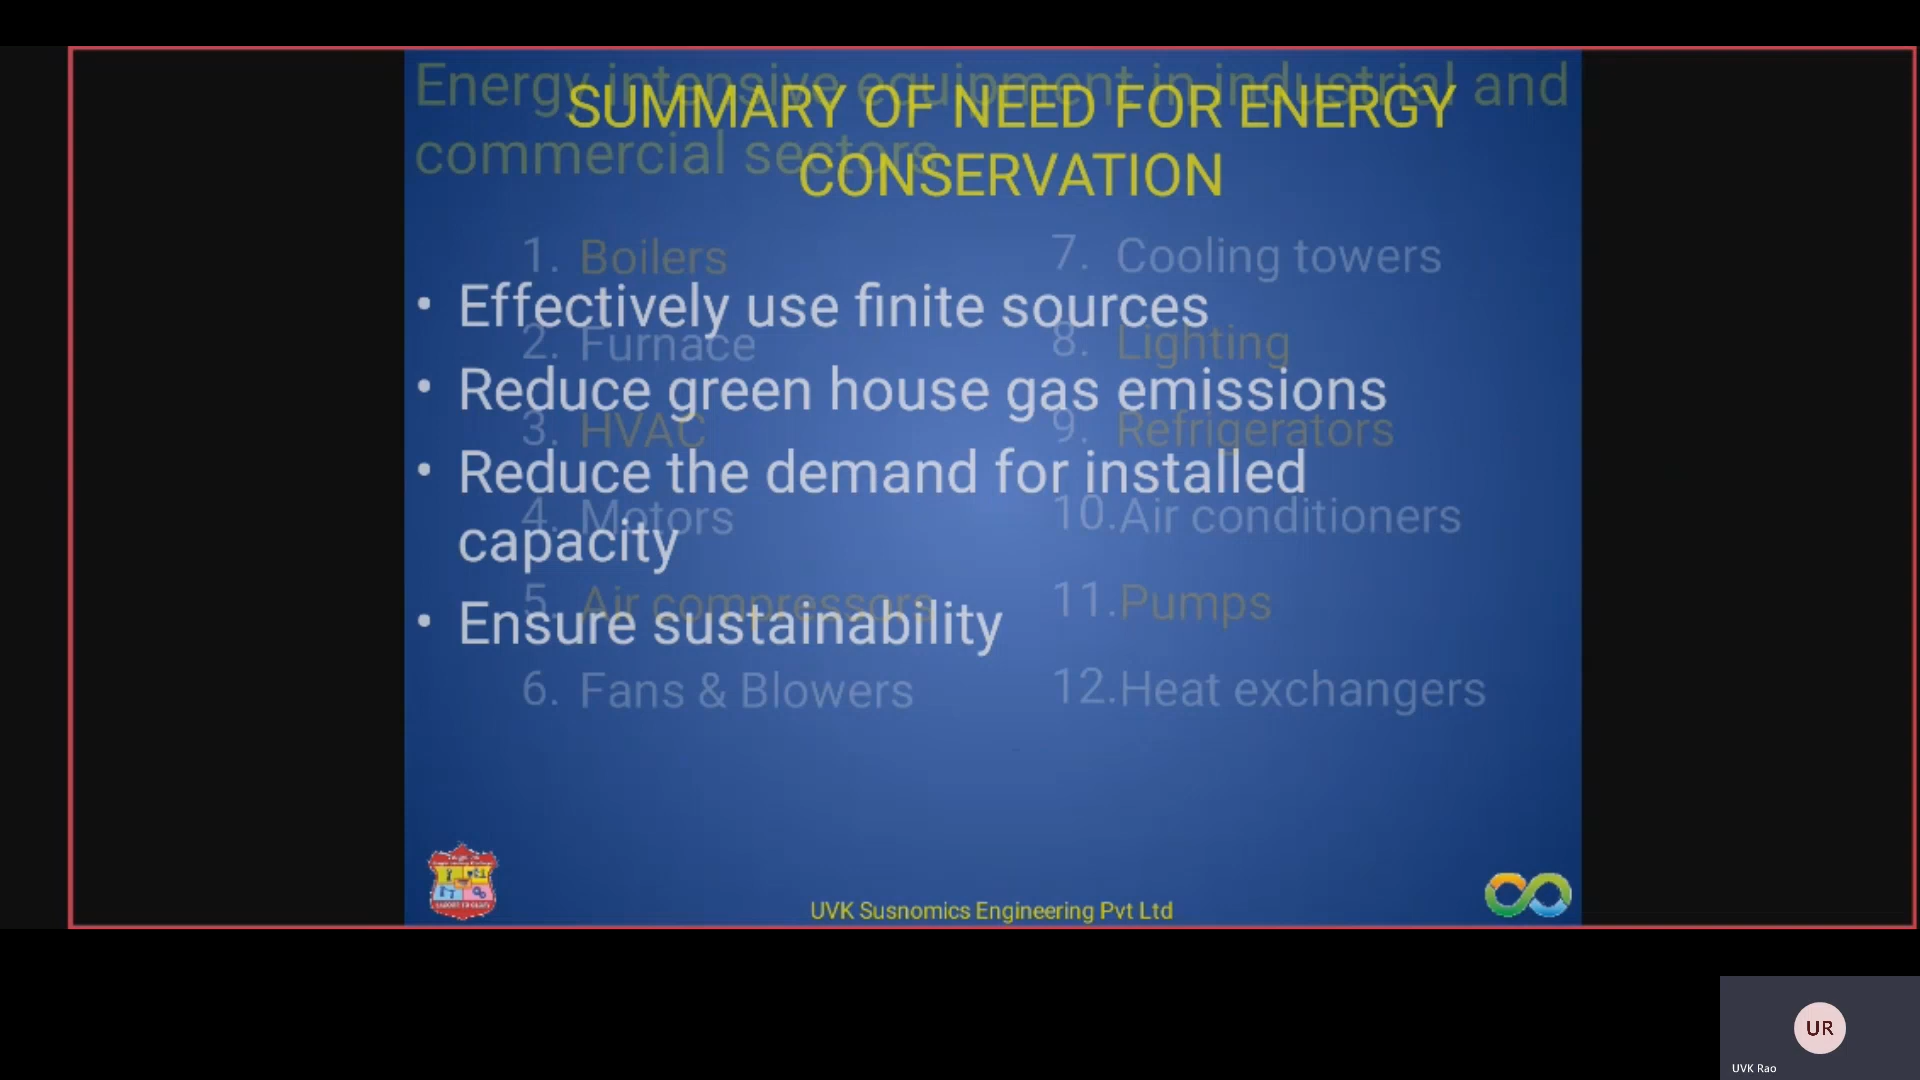 SUMMARY OF NEED FOR ENERGY
CONSERVATION
• Effectively use finite sources
• Reduce green house gas emissions
• Reduce the demand for installed
capacity
• Ensure sustainability
Energy intensive equipment in industrial and
commercial sectors
1. Boilers
2. Furnace
3. HVAC
4. Motors
5. Air compressors
6. Fans & Blowers
7. Cooling towers
8. Lighting
9. Refrigerators
10. Air conditioners
11. Pumps
12. Heat exchangers
UVK Susnomics Engineering Pvt Ltd
UR
UVK Rao